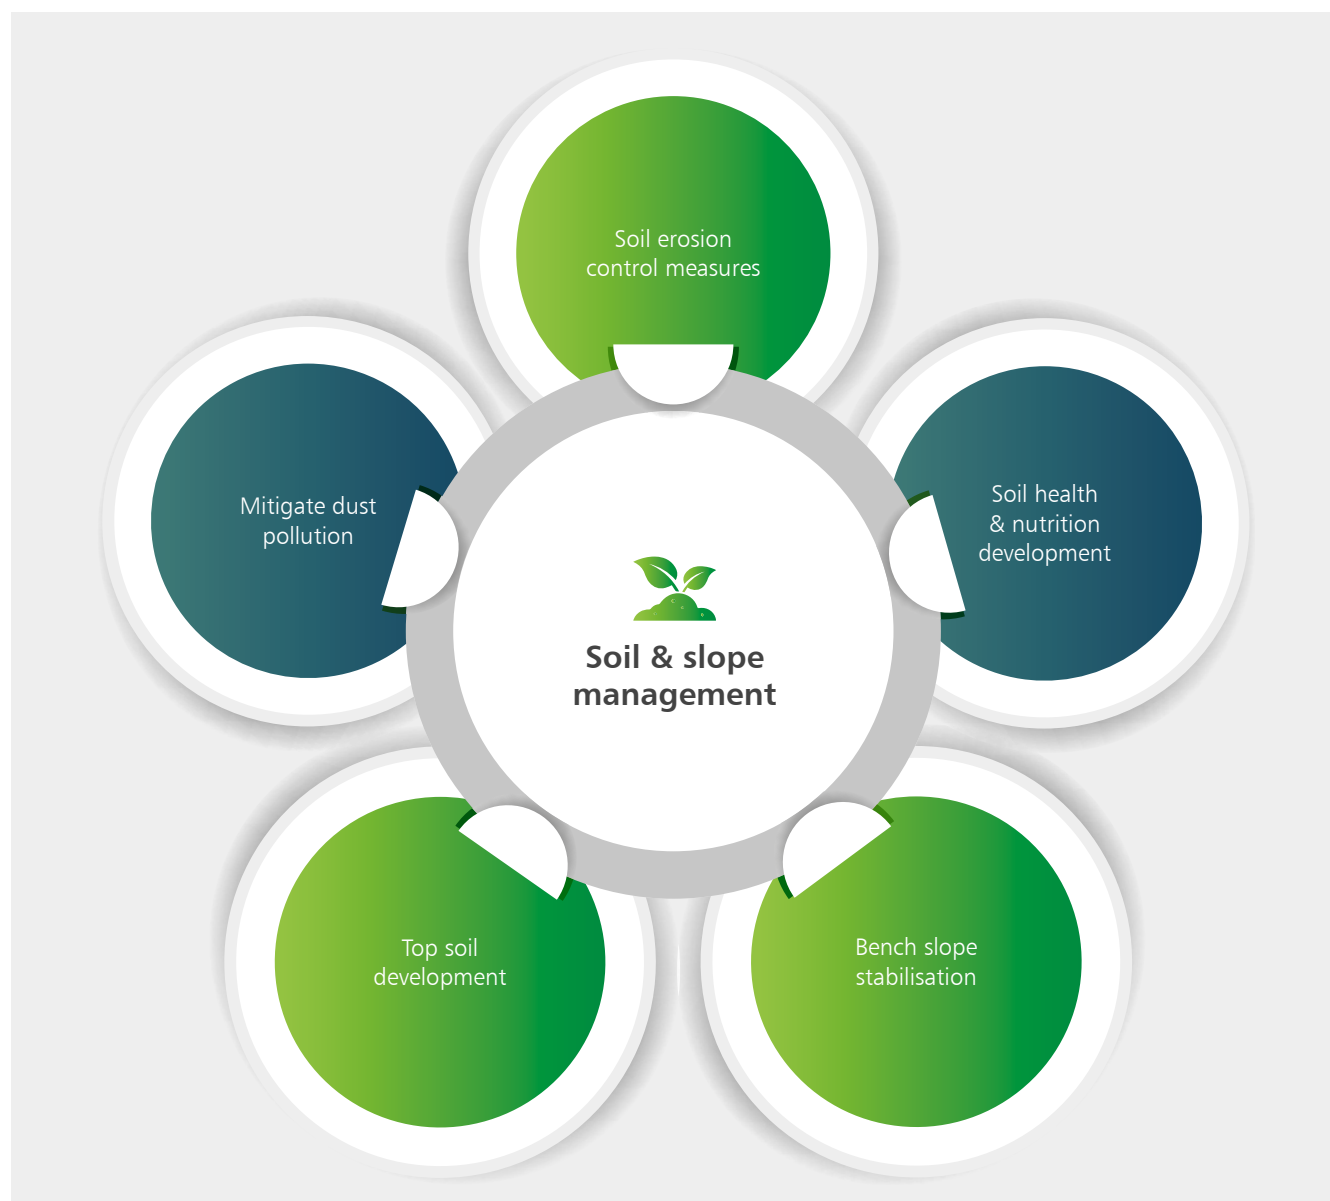 Soil erosion
control measures
Mitigate dust
pollution
Soil health
& nutrition
development
Soil & slope
management
Top soil
development
Bench slope
stabilisation